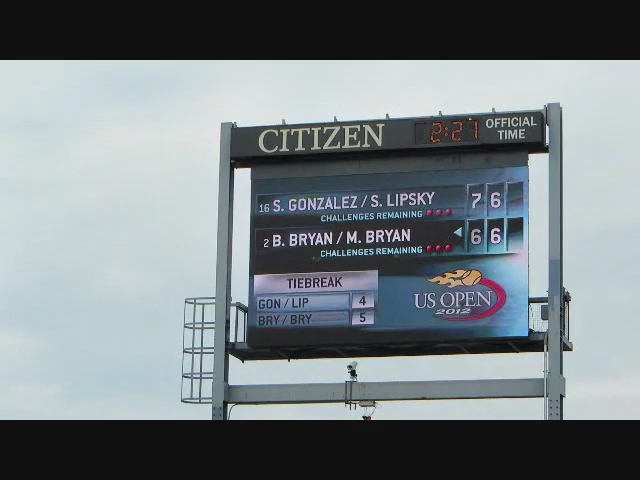 CITIZEN 2:27 OFFICIAL TIME
16 S. GONZALEZ / S. LIPSKY 7 6
CHALLENGES REMAINING
2 B. BRYAN / M. BRYAN 6 6
CHALLENGES REMAINING
TIEBREAK
GON / LIP 4
BRY / BRY 5
US OPEN
2012